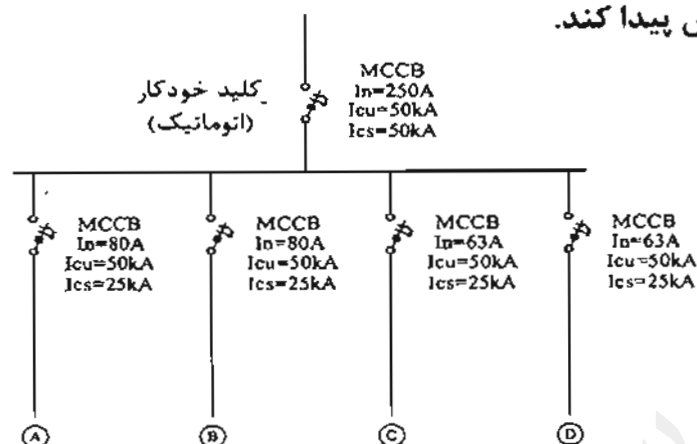 پیدا کند.
کلید خودکار
(اتوماتیک)
MCCB
In=250A
Icu=50kA
Ics=50kA
MCCB
In=80A
Icu=50kA
Ics=25kA
MCCB
In=80A
Icu=50kA
Ics=25kA
MCCB
In=63A
Icu=50kA
Ics=25kA
MCCB
In=63A
Icu=50kA
Ics=25kA
A
B
C
D